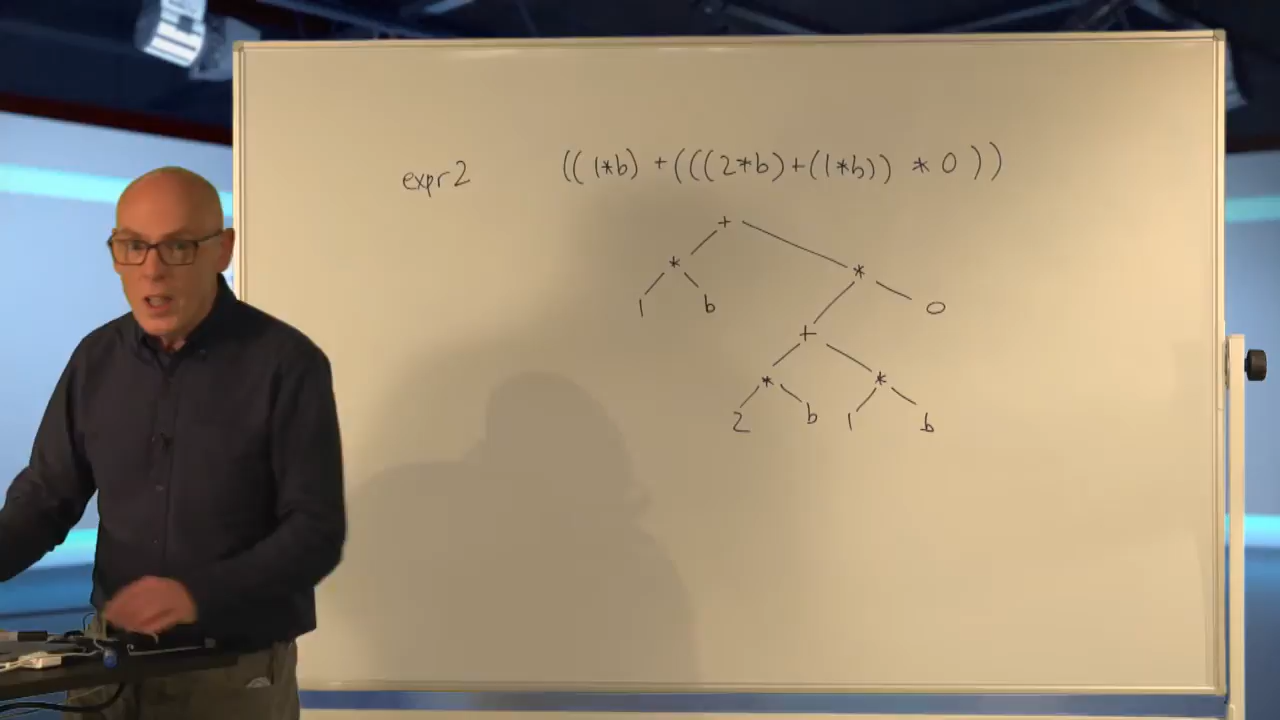 expr2 ((1*b) +(((2*b)+(1*b)) * 0))
+
* *
1 b 0
+
* *
2 b 1 b